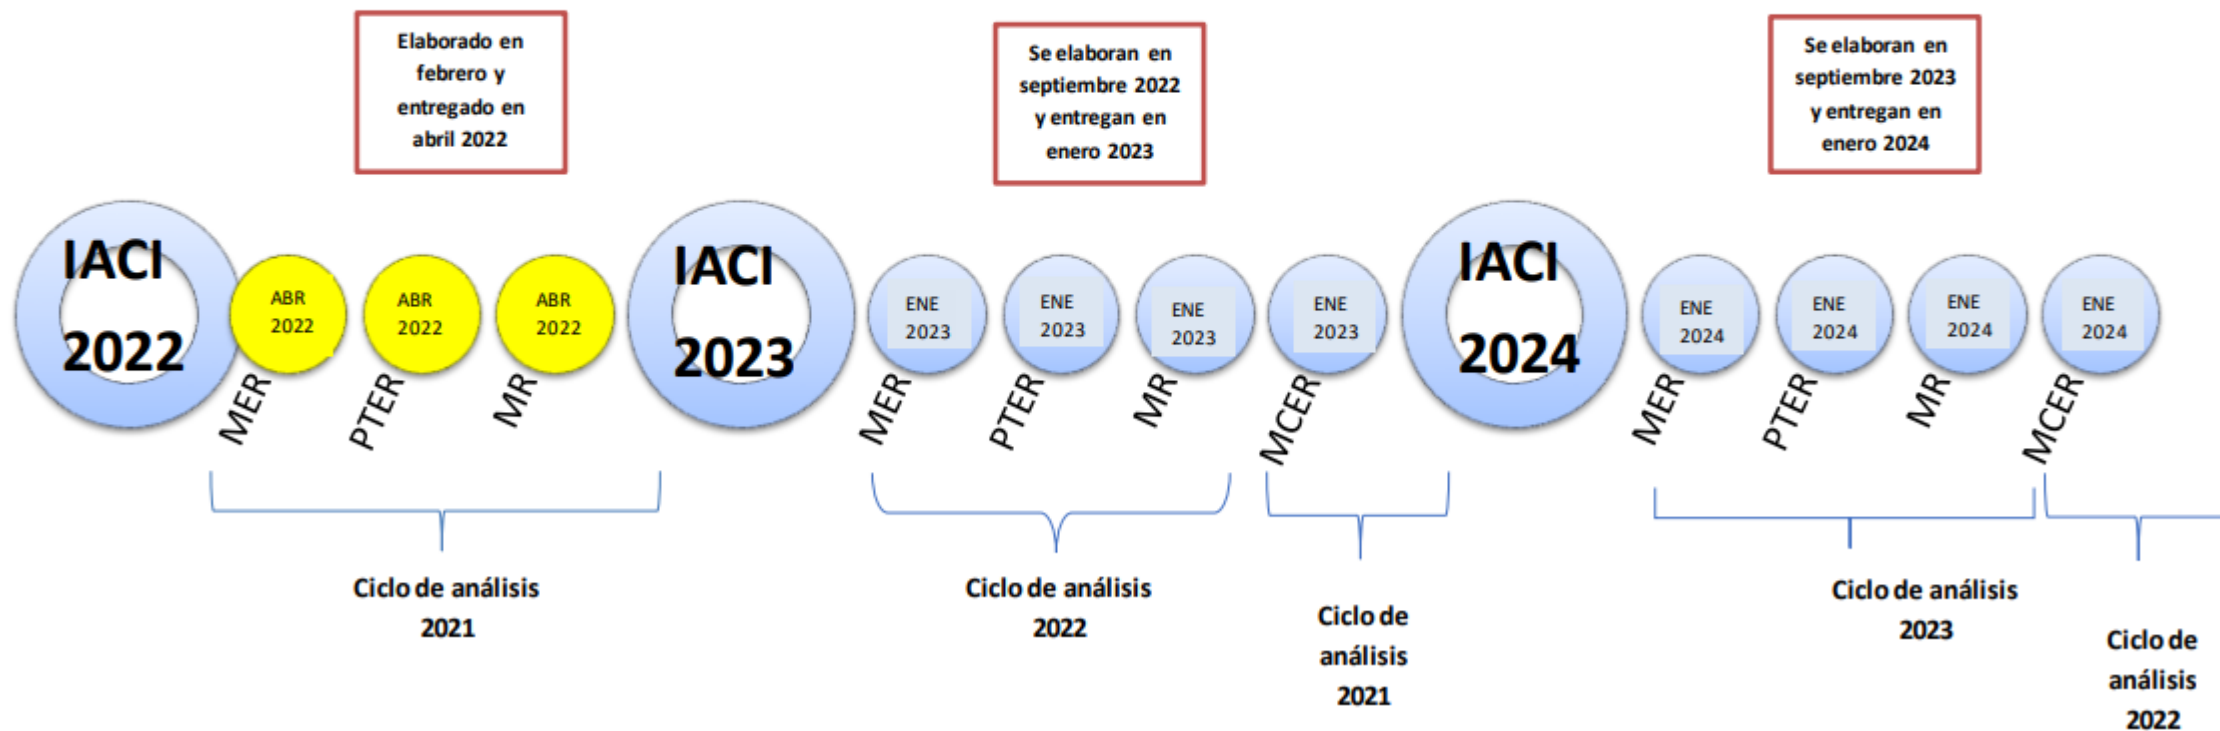 Elaborado en
febrero y
entregado en
abril 2022
Se elaboran en
septiembre 2022
y entregan en
enero 2023
Se elaboran en
septiembre 2023
y entregan en
enero 2024
IACI
2022
ABR
2022
ABR
2022
ABR
2022
IACI
2023
ENE
2023
ENE
2023
ENE
2023
ENE
2023
IACI
2024
ENE
2024
ENE
2024
ENE
2024
ENE
2024
MER
PTER
MR
MER
PTER
MR
MCER
MER
PTER
MR
MCER
Ciclo de análisis
2021
Ciclo de análisis
2022
Ciclo de
análisis
2021
Ciclo de análisis
2023
Ciclo de
análisis
2022